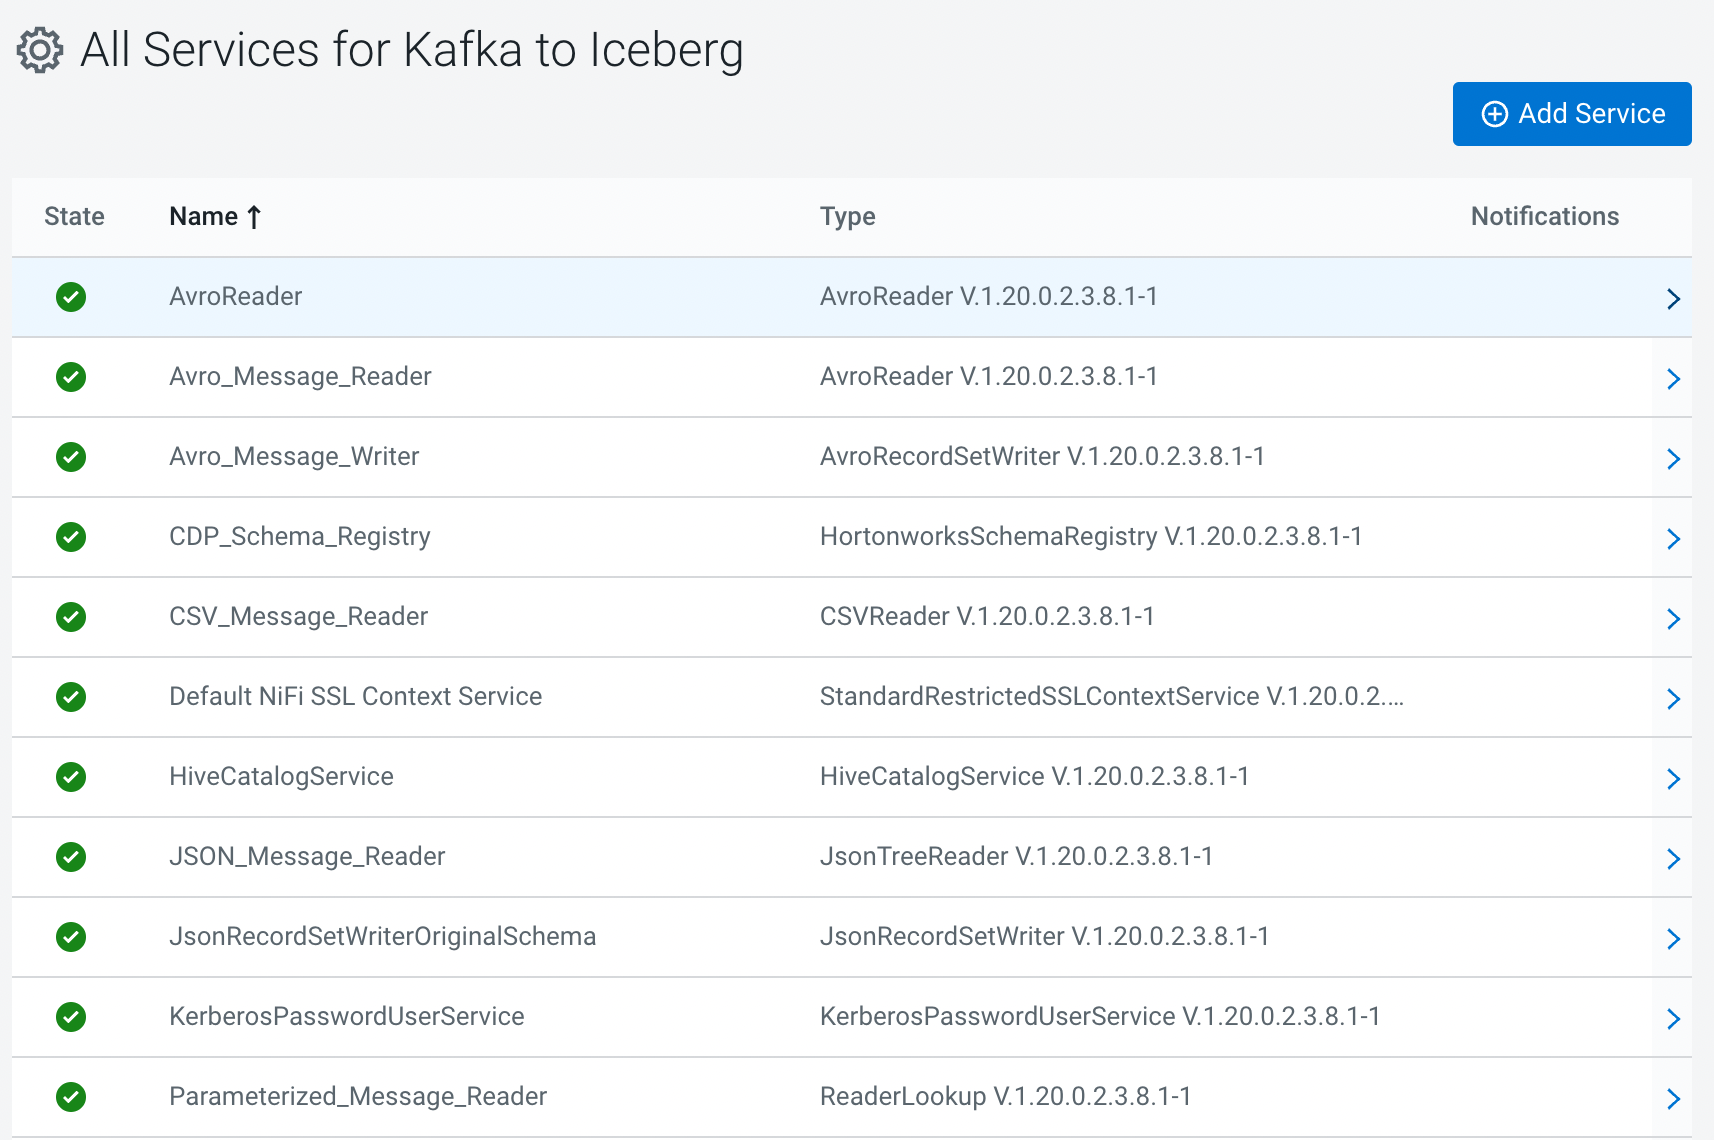 All Services for Kafka to Iceberg
Add Service
State Name ↑ Type Notifications
AvroReader AvroReader V.1.20.0.2.3.8.1-1
Avro_Message_Reader AvroReader V.1.20.0.2.3.8.1-1
Avro_Message_Writer AvroRecordSetWriter V.1.20.0.2.3.8.1-1
CDP_Schema_Registry HortonworksSchemaRegistry V.1.20.0.2.3.8.1-1
CSV_Message_Reader CSVReader V.1.20.0.2.3.8.1-1
Default NiFi SSL Context Service StandardRestrictedSSLContextService V.1.20.0.2....
HiveCatalogService HiveCatalogService V.1.20.0.2.3.8.1-1
JSON_Message_Reader JsonTreeReader V.1.20.0.2.3.8.1-1
JsonRecordSetWriterOriginalSchema JsonRecordSetWriter V.1.20.0.2.3.8.1-1
KerberosPasswordUserService KerberosPasswordUserService V.1.20.0.2.3.8.1-1
Parameterized_Message_Reader ReaderLookup V.1.20.0.2.3.8.1-1